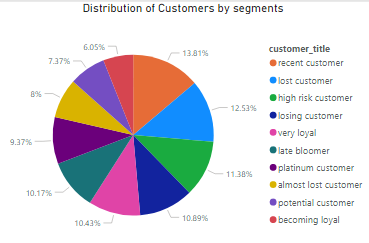 Distribution of Customers by segments
6.05%
13.81%
7.37%
8%
12.53%
9.37%
11.38%
10.17%
10.89%
10.43%
customer_title
recent customer
lost customer
high risk customer
losing customer
very loyal
late bloomer
platinum customer
almost lost customer
potential customer
becoming loyal